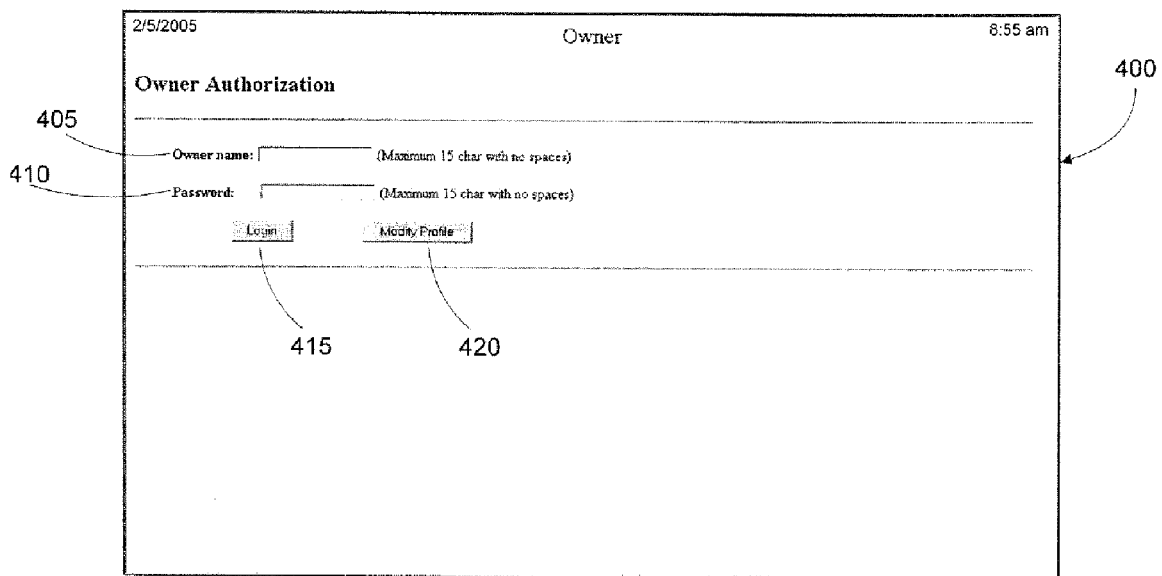 2/5/2005 Owner 8:55 am
Owner Authorization
400
405
Owner name: (Maximum 15 char with no spaces)
410
Password: (Maximum 15 char with no spaces)
Login Modify Profile
415 420